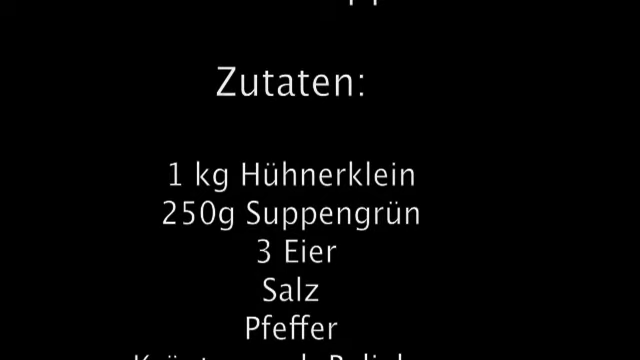 Zutaten:
1 kg Hühnerklein
250g Suppengrün
3 Eier
Salz
Pfeffer